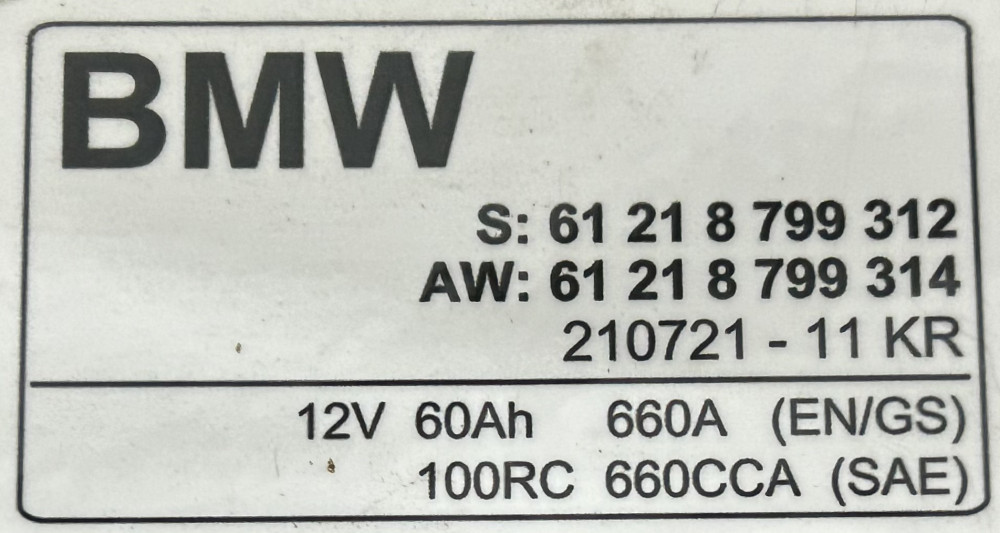 BMW
S: 61 21 8 799 312
AW: 61 21 8 799 314
210721 - 11 KR
12V 60Ah 660A (EN/GS)
100RC 660CCA (SAE)